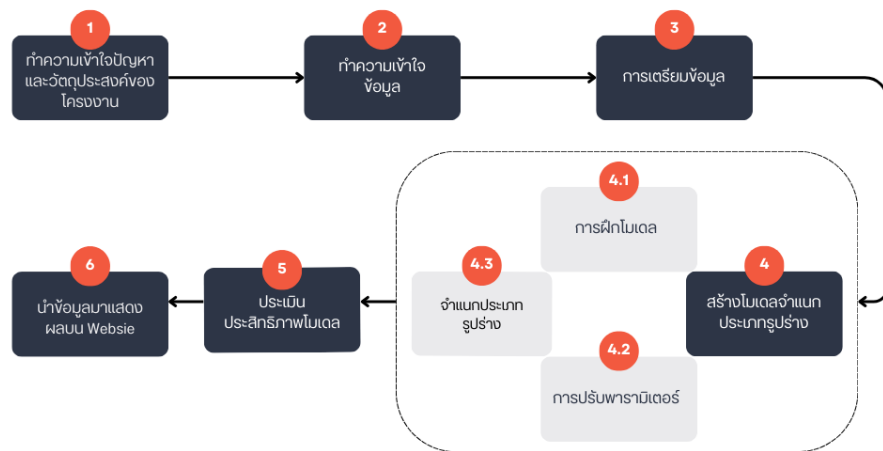 1
ทำความเข้าใจปัญหา
และวัตถุประสงค์ของ
โครงงาน
2
ทำความเข้าใจ
ข้อมูล
3
การเตรียมข้อมูล
4.1
การฝึกโมเดล
4
สร้างโมเดลจำแนก
ประเภทรูปร่าง
4.2
การปรับพารามิเตอร์
4.3
จำแนกประเภท
รูปร่าง
5
ประเมิน
ประสิทธิภาพโมเดล
6
นำข้อมูลมาแสดง
ผลบน Websie